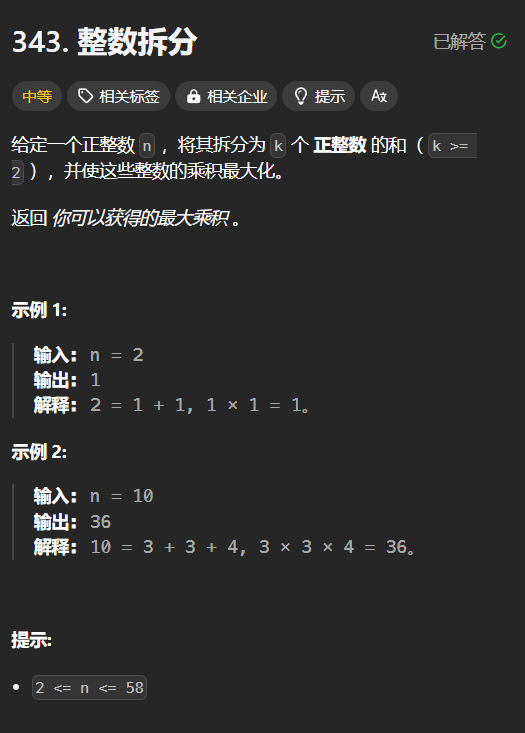 343. 整数拆分
已解答
中等 相关标签 相关企业 提示 Aあ
给定一个正整数 n ，将其拆分为 k 个 正整数 的和（ k >=
2 ），并使这些整数的乘积最大化。
返回 你可以获得的最大乘积 。
示例 1:
输入: n = 2
输出: 1
解释: 2 = 1 + 1, 1 × 1 = 1。
示例 2:
输入: n = 10
输出: 36
解释: 10 = 3 + 3 + 4, 3 × 3 × 4 = 36。
提示:
2 <= n <= 58